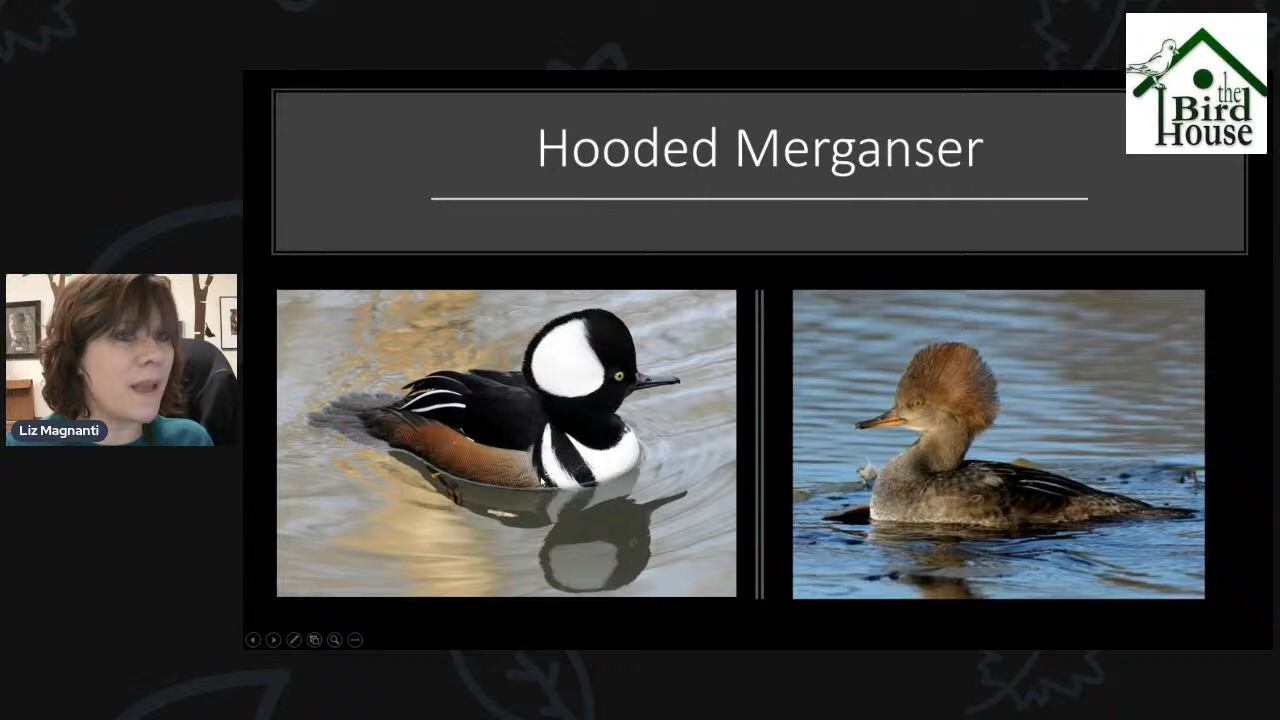 Hooded Merganser
the
Bird
House
Liz Magnanti